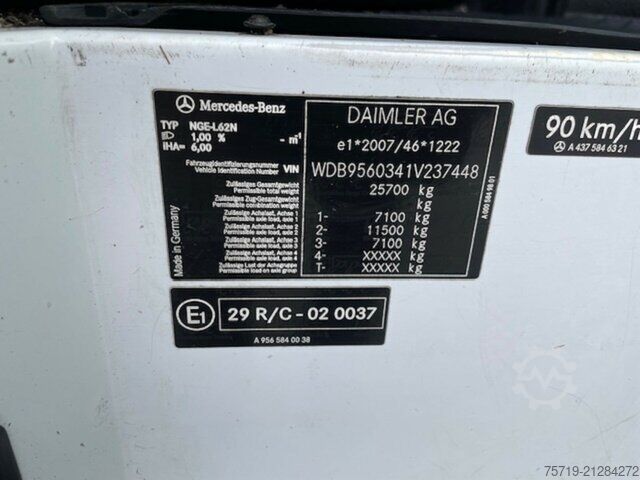 Mercedes-Benz
TYP NGE-L62N
1,00 % - m⁻¹
IHA= 6,00
Fahrzeugidentifizierungsnummer
Vehicle Identification Number VIN
Zulässiges Gesamtgewicht
Permissible total weight
Zulässiges Zug-Gesamtgewicht
Permissible combination weight
Zulässige Achslast, Achse 1
Permissible axle load, axle 1
Zulässige Achslast, Achse 2
Permissible axle load, axle 2
Zulässige Achslast, Achse 3
Permissible axle load, axle 3
Zulässige Achslast, Achse 4
Permissible axle load, axle 4
Zulässige Last der Achsgruppe
Permissible load on axle group
Made in Germany
DAIMLER AG
e1*2007/46*1222
WDB9560341V237448
25700 kg
kg
1- 7100 kg
2- 11500 kg
3- 7100 kg
4- XXXXX kg
T- XXXXX kg
A 000 584 98 01
90 km/h
A 437 584 63 21
E1
29 R/C - 02 0037
A 956 584 00 38
75719-21284272